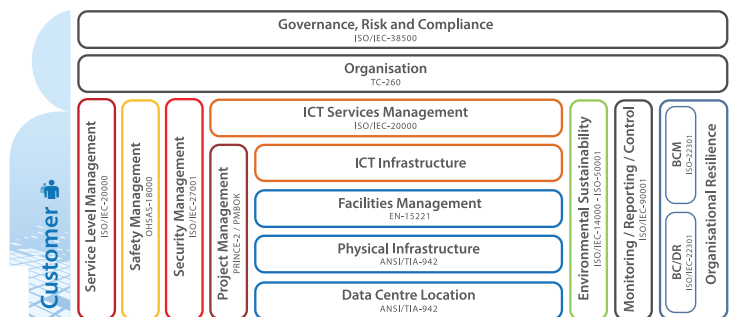 Governance, Risk and Compliance
ISO/IEC-38500
Organisation
TC-260
Customer
Service Level Management
ISO/IEC-20000
Safety Management
OHSAS-18000
Security Management
ISO/IEC-27001
ICT Services Management
ISO/IEC-20000
Project Management
PRINCE-2 / PMBOK
ICT Infrastructure
Facilities Management
EN-15221
Physical Infrastructure
ANSI/TIA-942
Data Centre Location
ANSI/TIA-942
Environmental Sustainability
ISO/IEC-14000 -ISO-50001
Monitoring / Reporting / Control
ISO/IEC-90001
BCM
ISO-22301
BC/DR
ISO/IEC-22301
Organisational Resilience